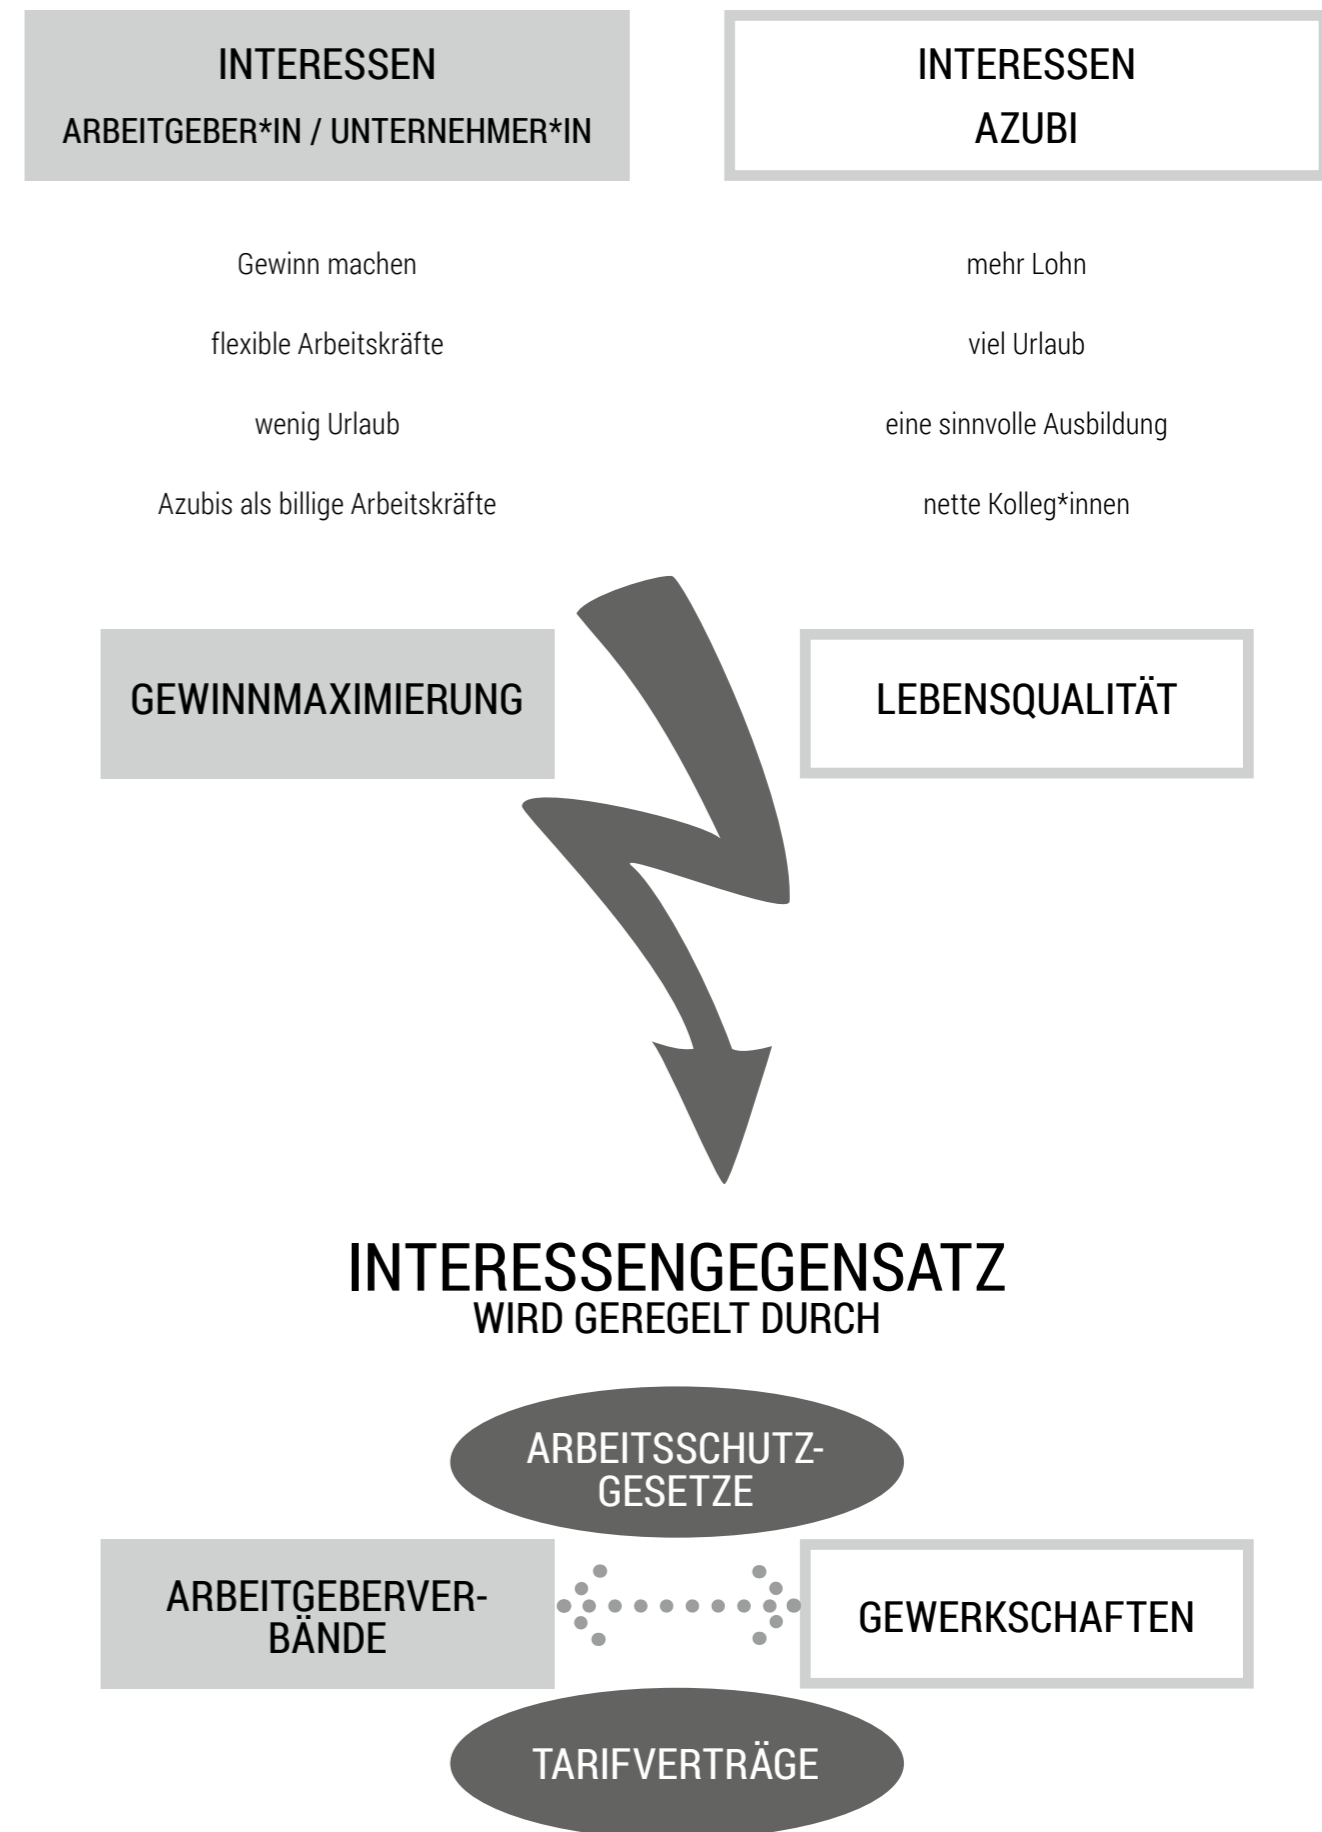 INTERESSEN
ARBEITGEBER*IN / UNTERNEHMER*IN
INTERESSEN
AZUBI
Gewinn machen
flexible Arbeitskräfte
wenig Urlaub
Azubis als billige Arbeitskräfte
mehr Lohn
viel Urlaub
eine sinnvolle Ausbildung
nette Kolleg*innen
GEWINNMAXIMIERUNG
LEBENSQUALITÄT
INTERESSENGEGENSATZ
WIRD GEREGELT DURCH
ARBEITSSCHUTZ-
GESETZE
ARBEITGEBERVER-
BÄNDE
GEWERKSCHAFTEN
TARIFVERTRÄGE